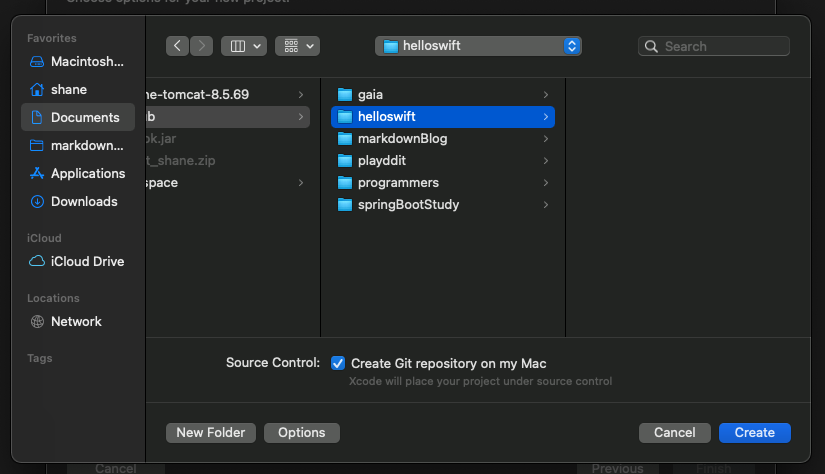 Choose options for your new project:
Favorites
Macintosh...
shane
Documents
markdown...
Applications
Downloads
iCloud
iCloud Drive
Locations
Network
Tags
helloswift
Search
ne-tomcat-8.5.69
ub
ok.jar
t_shane.zip
space
gaia
helloswift
markdownBlog
playddit
programmers
springBootStudy
Source Control: Create Git repository on my Mac
Xcode will place your project under source control
New Folder
Options
Cancel
Create
Cancel
Previous
Finish